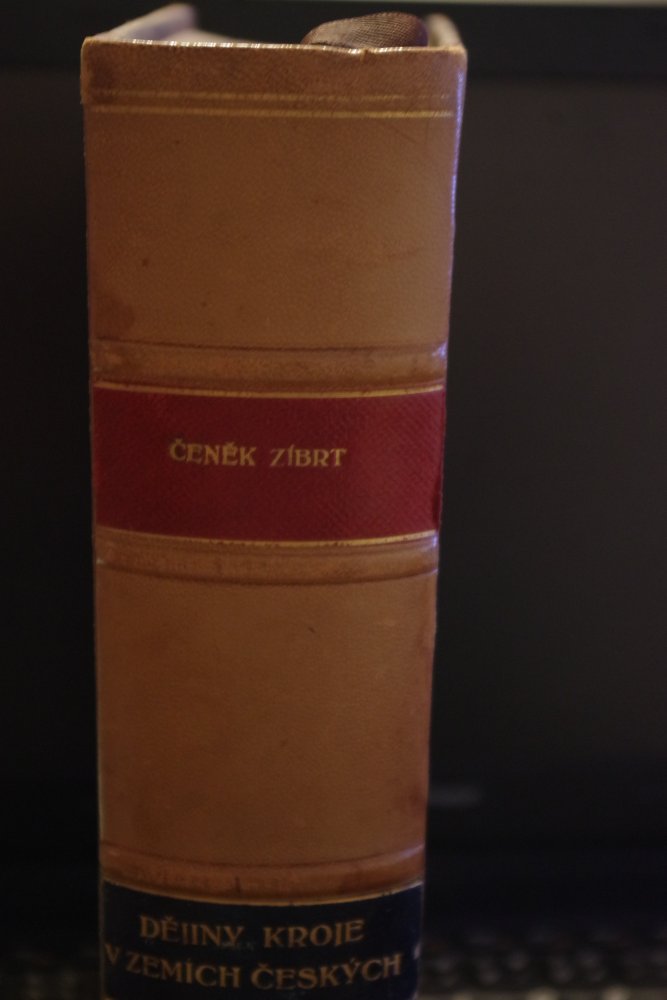 ČENĚK ZÍBRT
DĚJINY KROJE
V ZEMÍCH ČESKÝCH